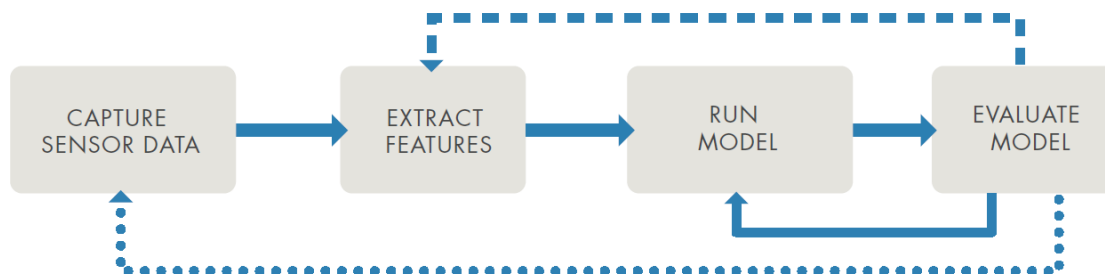 CAPTURE
SENSOR DATA
EXTRACT
FEATURES
RUN
MODEL
EVALUATE
MODEL